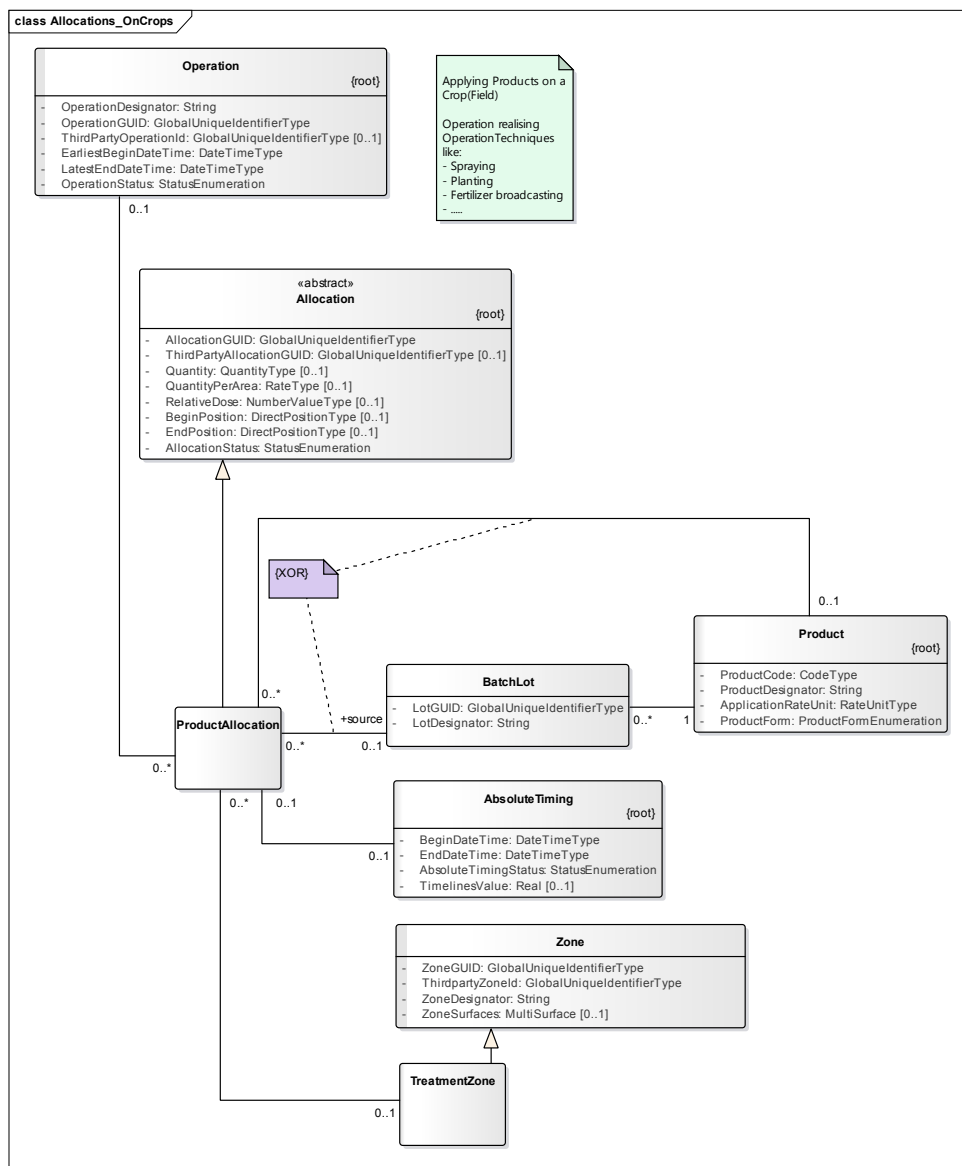 class Allocations_OnCrops
Operation
{root}
- OperationDesignator: String
- OperationGUID: GlobalUniqueIdentifierType
- ThirdPartyOperationId: GlobalUniqueIdentifierType [0..1]
- EarliestBeginDateTime: DateTimeType
- LatestEndDateTime: DateTimeType
- OperationStatus: StatusEnumeration
Applying Products on a
Crop(Field)
Operation realising
OperationTechniques
like:
- Spraying
- Planting
- Fertilizer broadcasting
- .....
0..1
«abstract»
Allocation
{root}
- AllocationGUID: GlobalUniqueIdentifierType
- ThirdPartyAllocationGUID: GlobalUniqueIdentifierType [0..1]
- Quantity: QuantityType [0..1]
- QuantityPerArea: RateType [0..1]
- RelativeDose: NumberValueType [0..1]
- BeginPosition: DirectPositionType [0..1]
- EndPosition: DirectPositionType [0..1]
- AllocationStatus: StatusEnumeration
{XOR}
0..1
Product
{root}
- ProductCode: CodeType
- ProductDesignator: String
- ApplicationRateUnit: RateUnitType
- ProductForm: ProductFormEnumeration
BatchLot
- LotGUID: GlobalUniqueIdentifierType
- LotDesignator: String
0..*
1
0..*
ProductAllocation
+source
0..*
0..1
0..*
0..*
0..1
AbsoluteTiming
{root}
- BeginDateTime: DateTimeType
- EndDateTime: DateTimeType
- AbsoluteTimingStatus: StatusEnumeration
- TimelinesValue: Real [0..1]
0..1
Zone
- ZoneGUID: GlobalUniqueIdentifierType
- ThirdpartyZoneId: GlobalUniqueIdentifierType
- ZoneDesignator: String
- ZoneSurfaces: MultiSurface [0..1]
TreatmentZone
0..1